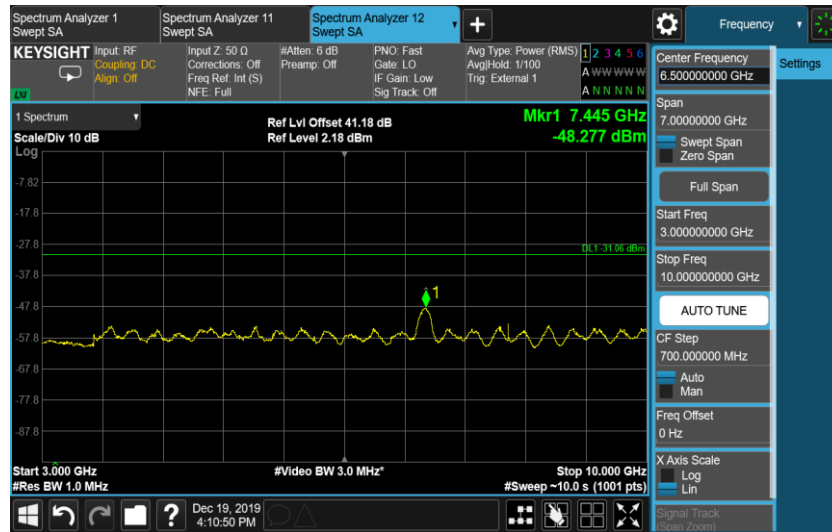 Spectrum Analyzer 1
Swept SA
Spectrum Analyzer 11
Swept SA
Spectrum Analyzer 12
Swept SA
+
Frequency
KEYSIGHT
Input: RF
Coupling: DC
Align: Off
Input Z: 50 Ω
Corrections: Off
Freq Ref: Int (S)
NFE: Full
#Atten: 6 dB
Preamp: Off
PNO: Fast
Gate: LO
IF Gain: Low
Sig Track: Off
Avg Type: Power (RMS)
Avg|Hold: 1/100
Trig: External 1
1 2 3 4 5 6
A W W W W W
A N N N N N
LXI
1 Spectrum
Scale/Div 10 dB
Log
Ref Lvl Offset 41.18 dB
Ref Level 2.18 dBm
Mkr1 7.445 GHz
-48.277 dBm
-7.82
-17.8
-27.8
DL1 -31.06 dBm
-37.8
-47.8
1
-57.8
-67.8
-77.8
-87.8
Start 3.000 GHz
#Res BW 1.0 MHz
#Video BW 3.0 MHz*
Stop 10.000 GHz
#Sweep ~10.0 s (1001 pts)
?
Dec 19, 2019
4:10:50 PM
Center Frequency
6.500000000 GHz
Settings
Span
7.00000000 GHz
Swept Span
Zero Span
Full Span
Start Freq
3.000000000 GHz
Stop Freq
10.000000000 GHz
AUTO TUNE
CF Step
700.000000 MHz
Auto
Man
Freq Offset
0 Hz
X Axis Scale
Log
Lin
Signal Track
(Span Zoom)